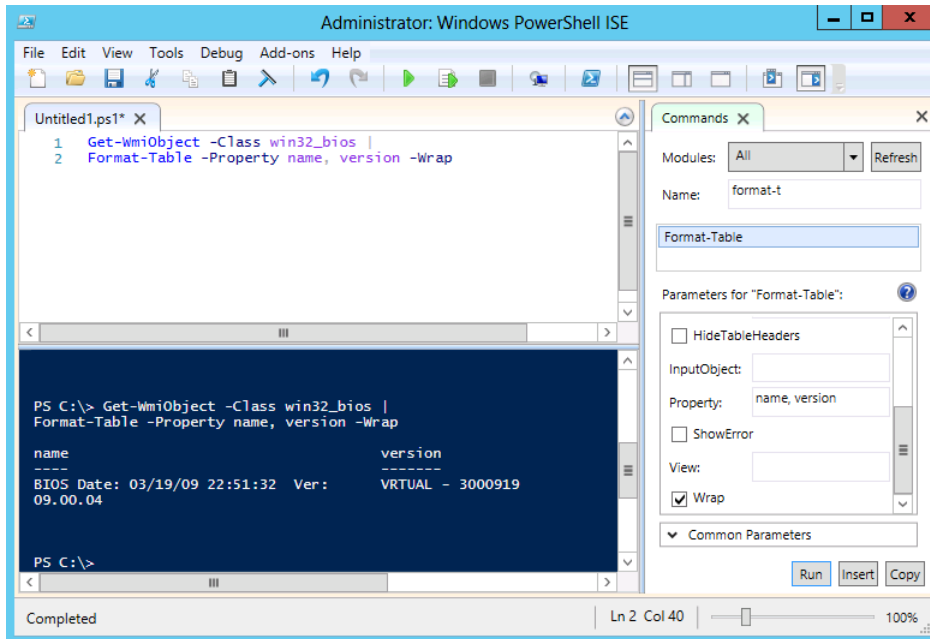 Administrator: Windows PowerShell ISE
File Edit View Tools Debug Add-ons Help
Untitled1.ps1* X
1 Get-WmiObject -Class win32_bios |
2 Format-Table -Property name, version -Wrap
PS C:\> Get-WmiObject -Class win32_bios |
Format-Table -Property name, version -Wrap
name version
---- -------
BIOS Date: 03/19/09 22:51:32 Ver: VRTUAL - 3000919
09.00.04
PS C:\>
Commands X
Modules: All Refresh
Name: format-t
Format-Table
Parameters for "Format-Table":
HideTableHeaders
InputObject:
Property: name, version
ShowError
View:
Wrap
Common Parameters
Run Insert Copy
Completed Ln 2 Col 40 100%